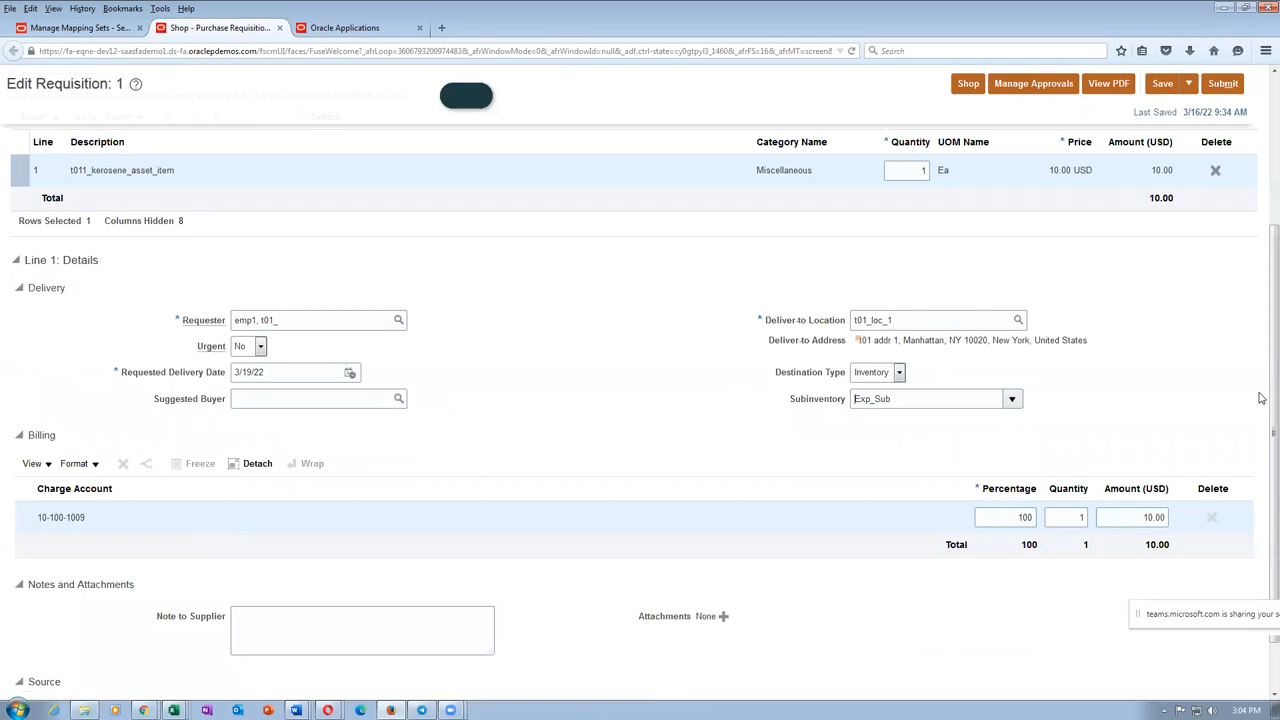 File Edit View History Bookmarks Tools Help
Manage Mapping Sets - Se... × Shop - Purchase Requisitio... × Oracle Applications × +
https://fa-eqne-dev12-saasfademo1.ds-fa.oraclepdemos.com/fscmUI/faces/FuseWelcome?_afrLoop=3606793200974483&_afrWindowMode=0&_afrWindowId=null&_adf.ctrl-state=cy0gtpyl3_1460&_afrFS=16&_afrMT=screen& Search
Edit Requisition: 1 Shop Manage Approvals View PDF Save Submit
Last Saved 3/16/22 9:34 AM
Detach
Line Description Category Name * Quantity UOM Name * Price Amount (USD) Delete
1 t011_kerosene_asset_item Miscellaneous 1 Ea 10.00 USD 10.00
Total 10.00
Rows Selected 1 Columns Hidden 8
Line 1: Details
Delivery
* Requester emp1, t01_ * Deliver-to Location t01_loc_1
Urgent No Deliver-to Address t01 addr 1, Manhattan, NY 10020, New York, United States
* Requested Delivery Date 3/19/22 Destination Type Inventory
Suggested Buyer Subinventory Exp_Sub
Billing
View Format Freeze Detach Wrap
Charge Account * Percentage Quantity Amount (USD) Delete
10-100-1009 100 1 10.00
Total 100 1 10.00
Notes and Attachments
teams.microsoft.com is sharing your s
Note to Supplier Attachments None
Source
3:04 PM